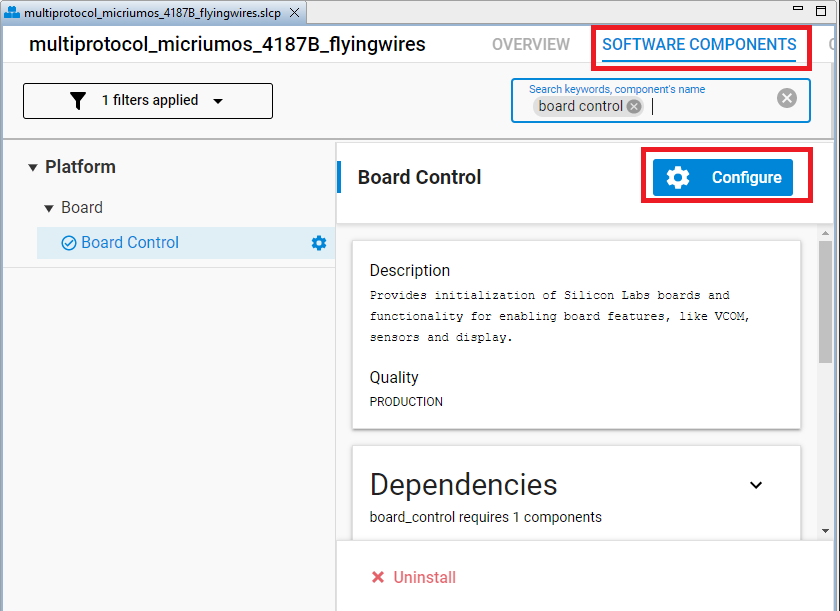 multiprotocol_micriumos_4187B_flyingwires.slcp
multiprotocol_micriumos_4187B_flyingwires
OVERVIEW
SOFTWARE COMPONENTS
1 filters applied
Search keywords, component's name
board control
Platform
Board
Board Control
Board Control
Configure
Description
Provides initialization of Silicon Labs boards and
functionality for enabling board features, like VCOM,
sensors and display.
Quality
PRODUCTION
Dependencies
board_control requires 1 components
Uninstall